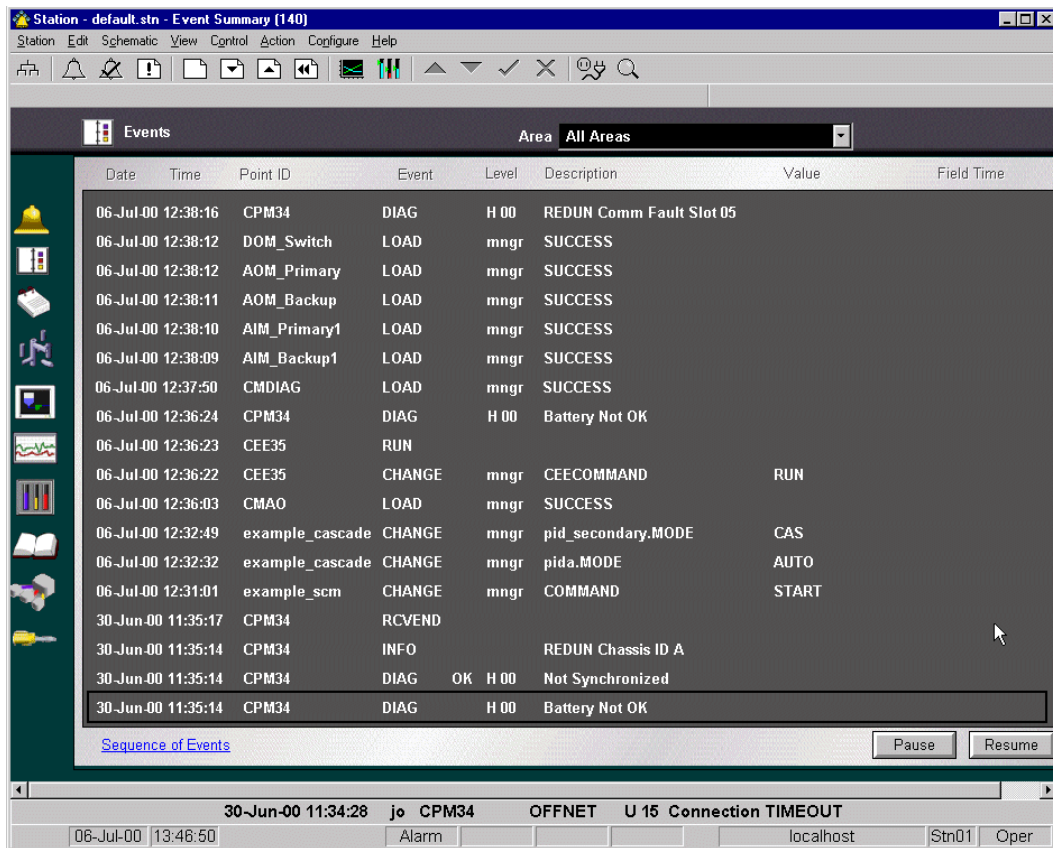 Station - default.stn - Event Summary (140)
Station Edit Schematic View Control Action Configure Help
Events Area All Areas
Date Time Point ID Event Level Description Value Field Time
06-Jul-00 12:38:16 CPM34 DIAG H 00 REDUN Comm Fault Slot 05
06-Jul-00 12:38:12 DOM_Switch LOAD mngr SUCCESS
06-Jul-00 12:38:12 AOM_Primary LOAD mngr SUCCESS
06-Jul-00 12:38:11 AOM_Backup LOAD mngr SUCCESS
06-Jul-00 12:38:10 AIM_Primary1 LOAD mngr SUCCESS
06-Jul-00 12:38:09 AIM_Backup1 LOAD mngr SUCCESS
06-Jul-00 12:37:50 CMDIAG LOAD mngr SUCCESS
06-Jul-00 12:36:24 CPM34 DIAG H 00 Battery Not OK
06-Jul-00 12:36:23 CEE35 RUN
06-Jul-00 12:36:22 CEE35 CHANGE mngr CEECOMMAND RUN
06-Jul-00 12:36:03 CMAO LOAD mngr SUCCESS
06-Jul-00 12:32:49 example_cascade CHANGE mngr pid_secondary.MODE CAS
06-Jul-00 12:32:32 example_cascade CHANGE mngr pida.MODE AUTO
06-Jul-00 12:31:01 example_scm CHANGE mngr COMMAND START
30-Jun-00 11:35:17 CPM34 RCVEND
30-Jun-00 11:35:14 CPM34 INFO REDUN Chassis ID A
30-Jun-00 11:35:14 CPM34 DIAG OK H 00 Not Synchronized
30-Jun-00 11:35:14 CPM34 DIAG H 00 Battery Not OK
Sequence of Events Pause Resume
30-Jun-00 11:34:28 jo CPM34 OFFNET U 15 Connection TIMEOUT
06-Jul-00 13:46:50 Alarm localhost Stn01 Oper